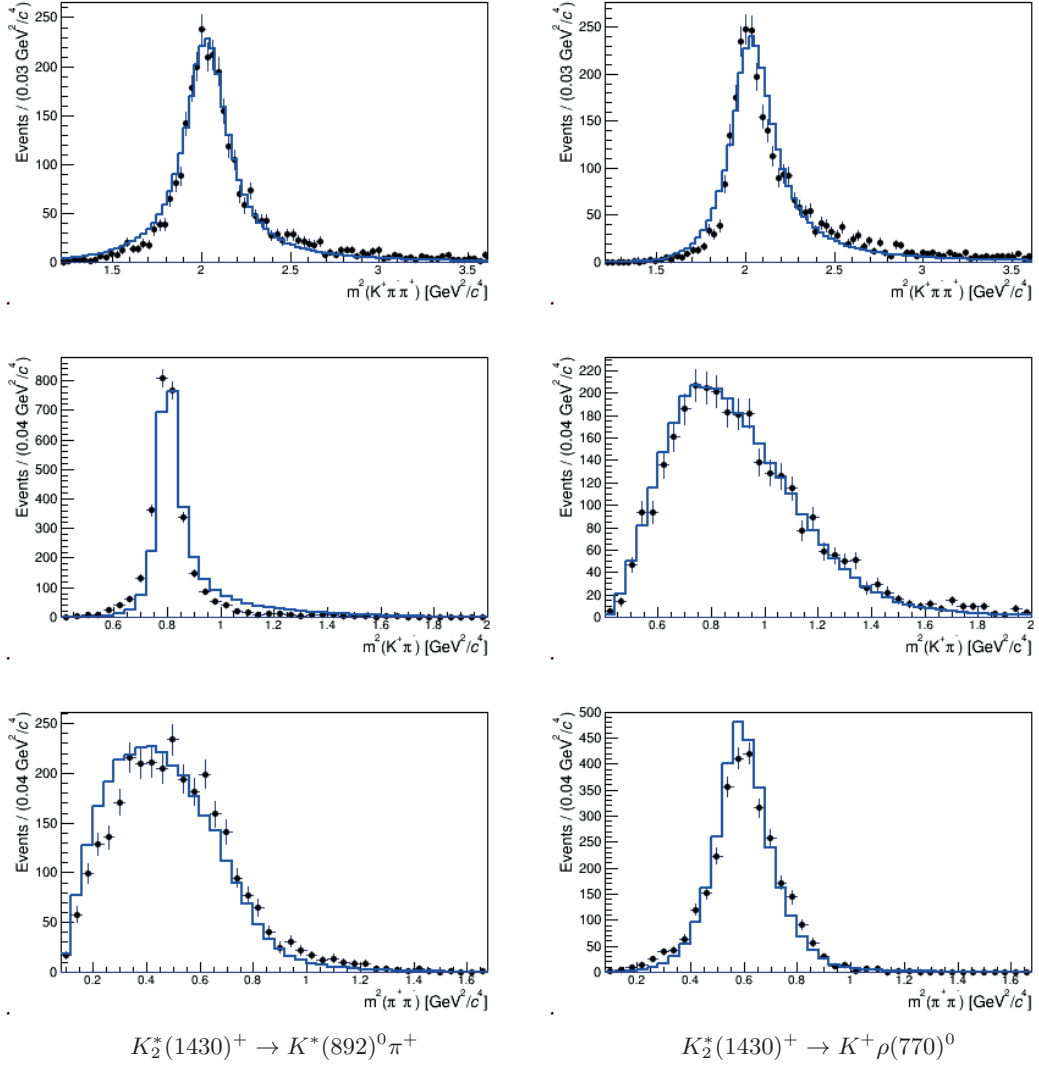 Events / (0.03 GeV²/c⁴)
250
200
150
100
50
0
1.5 2 2.5 3 3.5
m²(K⁺π⁻π⁺) [GeV²/c⁴]
.
Events / (0.03 GeV²/c⁴)
250
200
150
100
50
0
1.5 2 2.5 3 3.5
m²(K⁺π⁻π⁺) [GeV²/c⁴]
.
Events / (0.04 GeV²/c⁴)
800
700
600
500
400
300
200
100
0
0.6 0.8 1 1.2 1.4 1.6 1.8 2
m²(K⁺π⁻) [GeV²/c⁴]
.
Events / (0.04 GeV²/c⁴)
220
200
180
160
140
120
100
80
60
40
20
0
0.6 0.8 1 1.2 1.4 1.6 1.8 2
m²(K⁺π⁻) [GeV²/c⁴]
.
Events / (0.04 GeV²/c⁴)
250
200
150
100
50
0
0.2 0.4 0.6 0.8 1 1.2 1.4 1.6
m²(π⁺π⁻) [GeV²/c⁴]
.
Events / (0.04 GeV²/c⁴)
500
450
400
350
300
250
200
150
100
50
0
0.2 0.4 0.6 0.8 1 1.2 1.4 1.6
m²(π⁺π⁻) [GeV²/c⁴]
.
K₂*(1430)⁺ → K*(892)⁰π⁺
K₂*(1430)⁺ → K⁺ρ(770)⁰